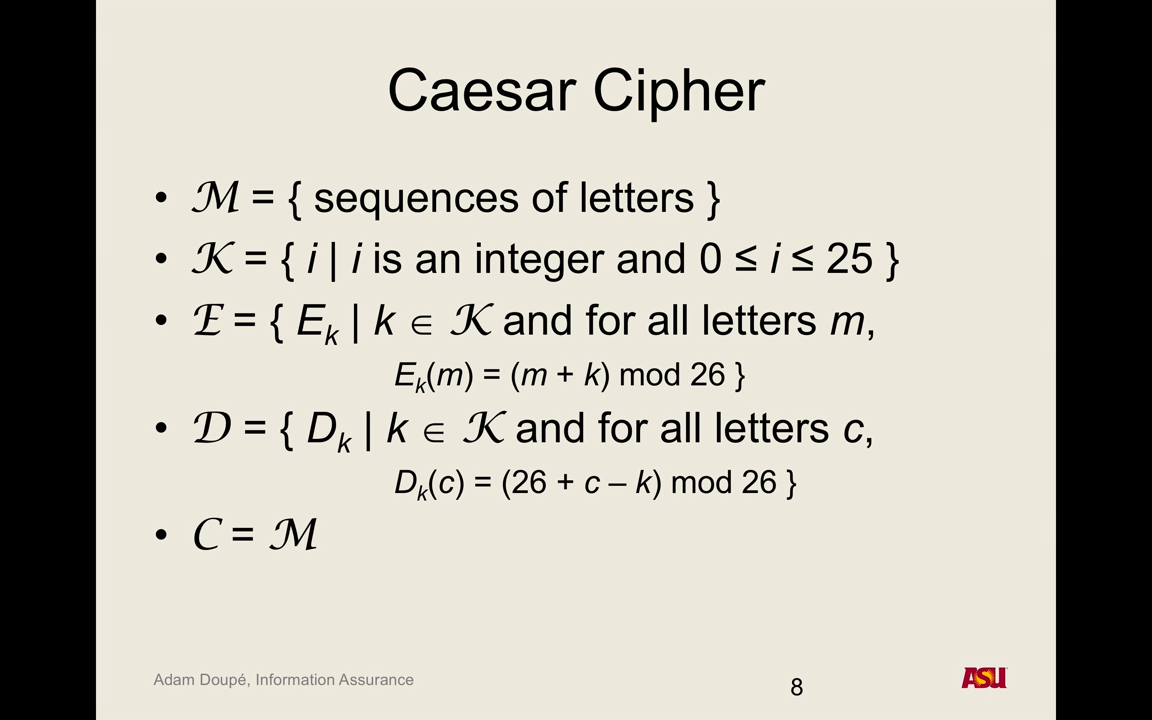 Caesar Cipher
• ℳ = { sequences of letters }
• 𝒦 = { i | i is an integer and 0 ≤ i ≤ 25 }
• ℰ = { Eₖ | k ∈ 𝒦 and for all letters m,
Eₖ(m) = (m + k) mod 26 }
• 𝒟 = { Dₖ | k ∈ 𝒦 and for all letters c,
Dₖ(c) = (26 + c – k) mod 26 }
• 𝒞 = ℳ
Adam Doupé, Information Assurance
8
ASU